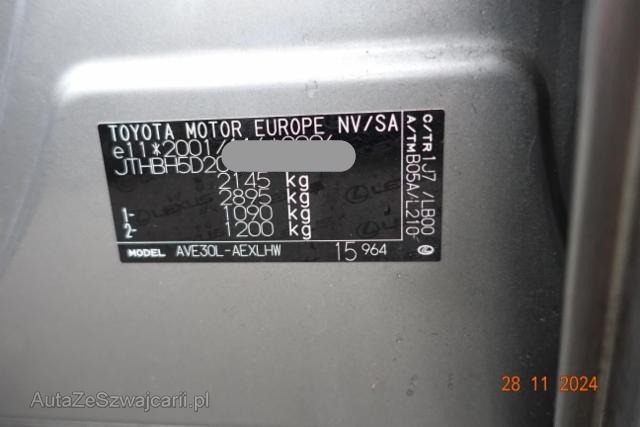 TOYOTA MOTOR EUROPE NV/SA
e11*2001/
JTHBH5D20
2145 kg
2895 kg
1- 1090 kg
2- 1200 kg
MODEL AVE30L-AEXLHW 15 964
C/TR 1J7 /LB00
A/TM B05A/L210
LEXUS
AutaZeSzwajcarii.pl
28 11 2024